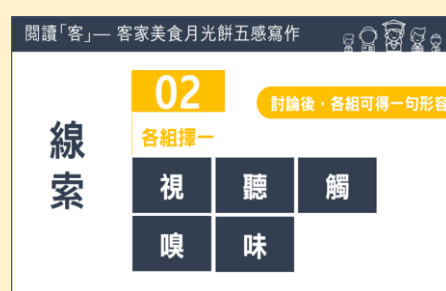 閱讀「客」— 客家美食月光餅五感寫作
02
討論後，各組可得一句形容
各組擇一
線索
視 聽 觸
嗅 味